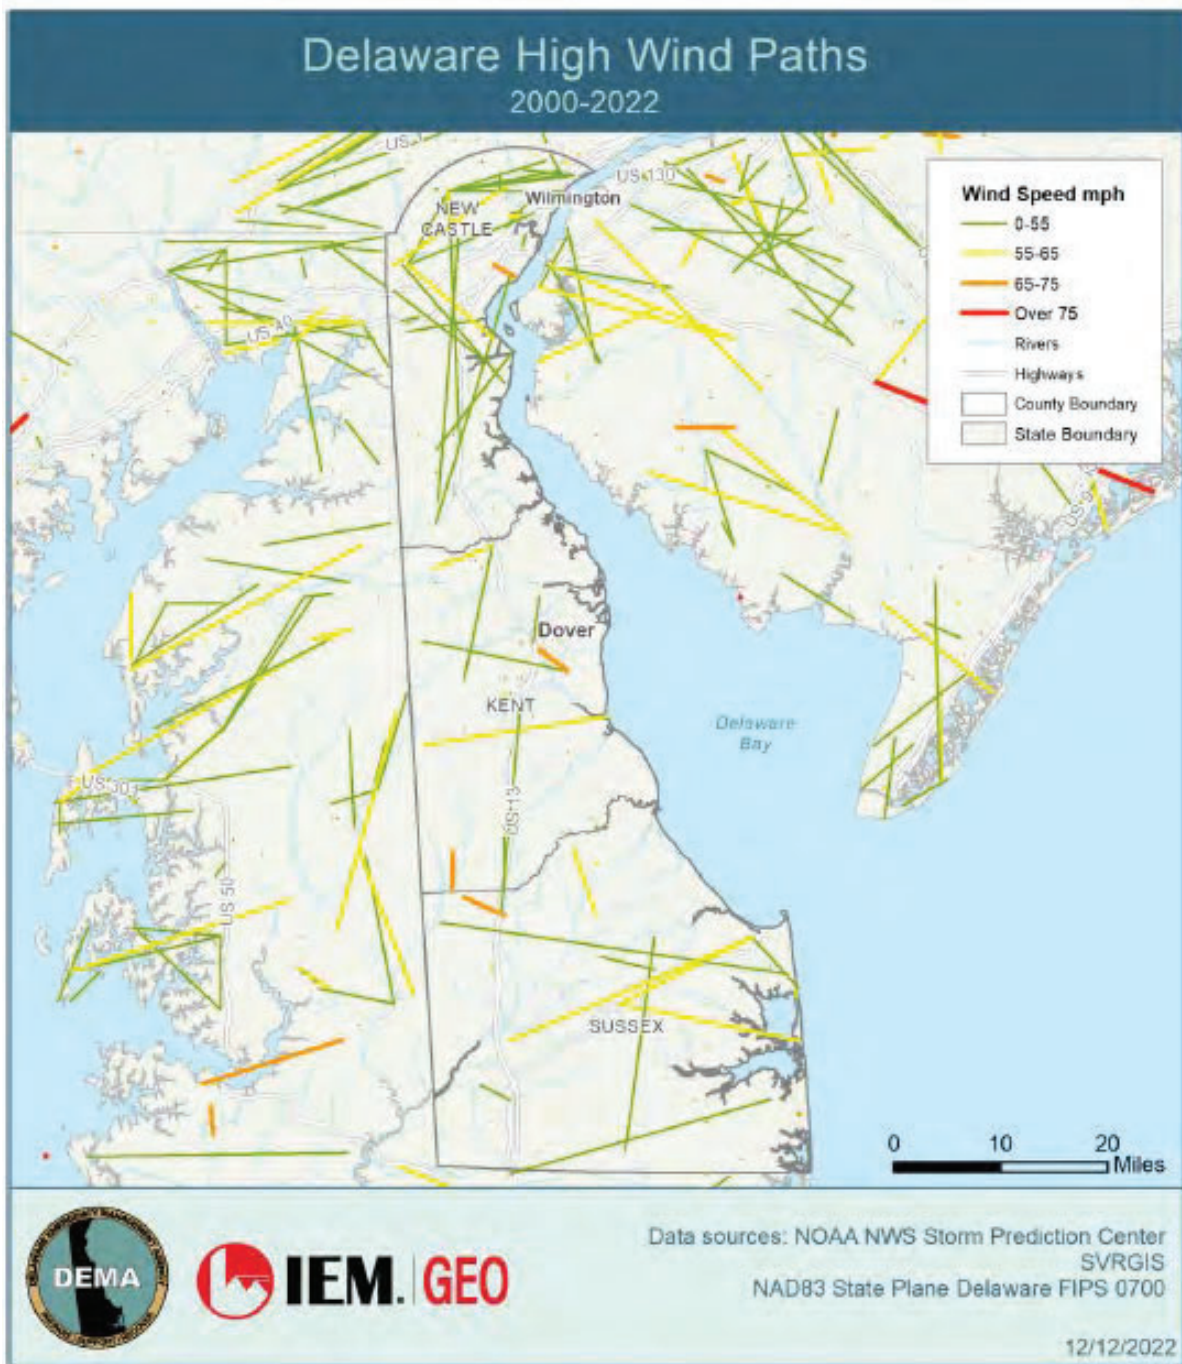 Delaware High Wind Paths
2000-2022
US 130
Wilmington
NEW
CASTLE
Wind Speed mph
0-55
55-65
65-75
Over 75
Rivers
Highways
County Boundary
State Boundary
US 40
US 9
Dover
KENT
Delaware
Bay
US 301
US 13
US 50
SUSSEX
0 10 20
Miles
DEMA
IEM. GEO
Data sources: NOAA NWS Storm Prediction Center
SVRGIS
NAD83 State Plane Delaware FIPS 0700
12/12/2022